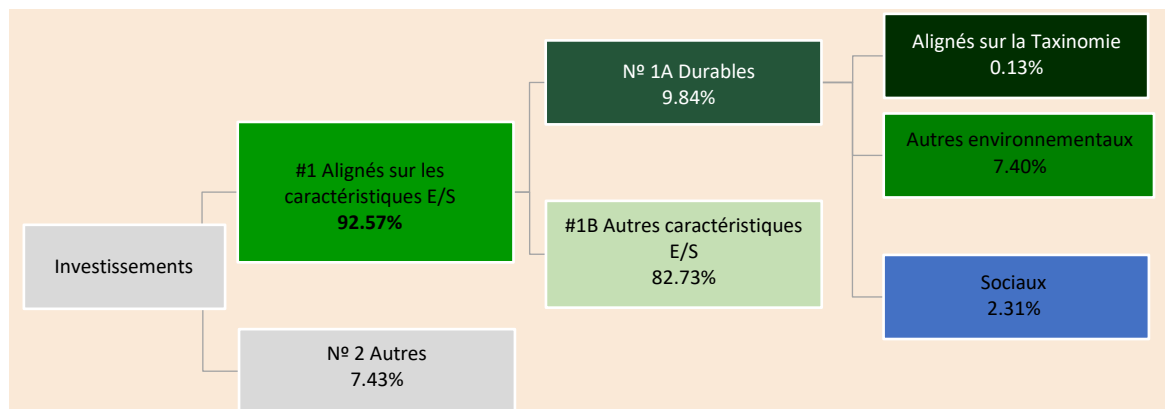 Investissements
#1 Alignés sur les
caractéristiques E/S
92.57%
Nº 2 Autres
7.43%
Nº 1A Durables
9.84%
#1B Autres caractéristiques
E/S
82.73%
Alignés sur la Taxinomie
0.13%
Autres environnementaux
7.40%
Sociaux
2.31%